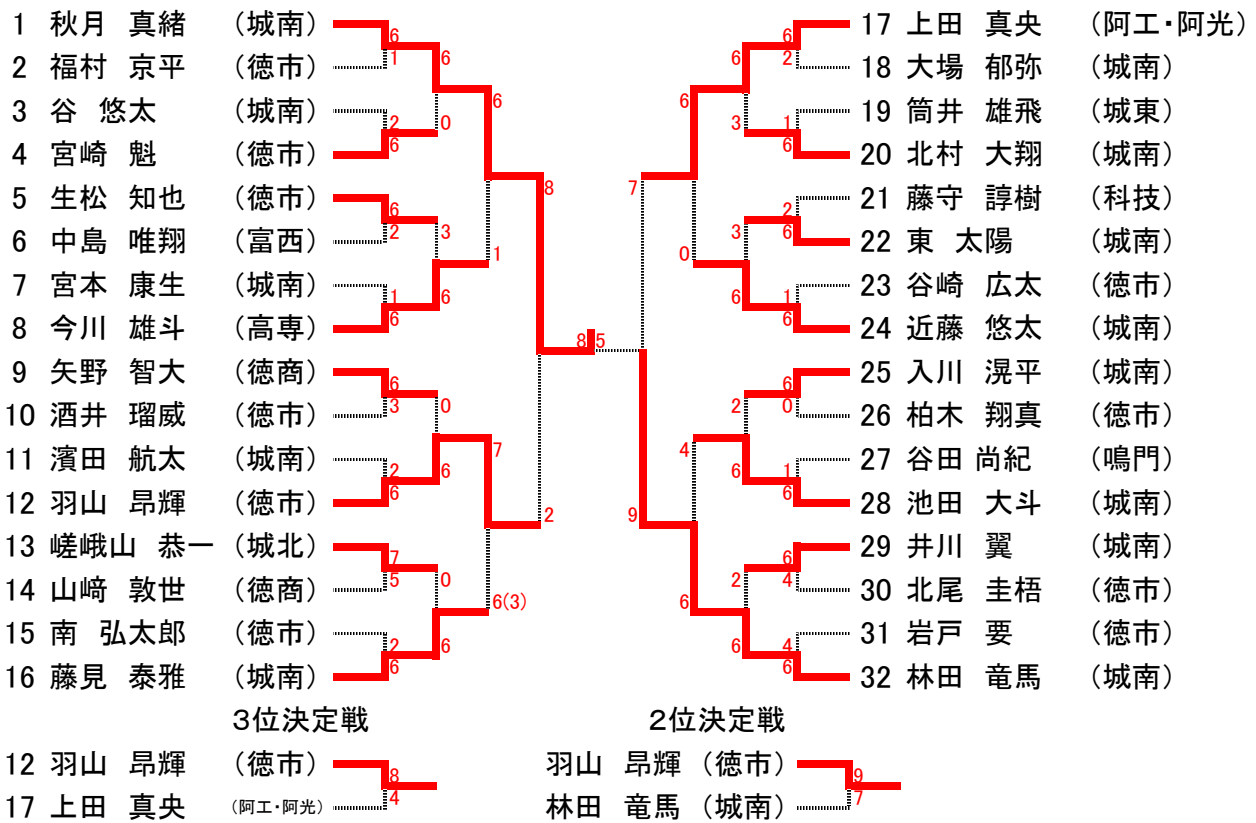 1 秋月 真緒 (城南)
2 福村 京平 (徳市)
3 谷 悠太 (城南)
4 宮崎 魁 (徳市)
5 生松 知也 (徳市)
6 中島 唯翔 (富西)
7 宮本 康生 (城南)
8 今川 雄斗 (高専)
9 矢野 智大 (徳商)
10 酒井 瑠威 (徳市)
11 濱田 航太 (城南)
12 羽山 昂輝 (徳市)
13 嵯峨山 恭一 (城北)
14 山﨑 敦世 (徳商)
15 南 弘太郎 (徳市)
16 藤見 泰雅 (城南)
6
1
2
6
6
2
1
6
6
3
2
6
7
5
2
6
6
0
3
6
0
6
0
6
6
1
7
6(3)
8
2
8 5
7
9
6
0
4
6
6
3
3
6
2
6
2
6
6
2
1
6
2
6
1
6
6
0
1
6
6
4
4
6
17 上田 真央 (阿工・阿光)
18 大場 郁弥 (城南)
19 筒井 雄飛 (城東)
20 北村 大翔 (城南)
21 藤守 諄樹 (科技)
22 東 太陽 (城南)
23 谷崎 広太 (徳市)
24 近藤 悠太 (城南)
25 入川 滉平 (城南)
26 柏木 翔真 (徳市)
27 谷田 尚紀 (鳴門)
28 池田 大斗 (城南)
29 井川 翼 (城南)
30 北尾 圭梧 (徳市)
31 岩戸 要 (徳市)
32 林田 竜馬 (城南)
3位決定戦
12 羽山 昂輝 (徳市) 8
17 上田 真央 (阿工・阿光) 4
2位決定戦
羽山 昂輝 (徳市) 9
林田 竜馬 (城南) 7